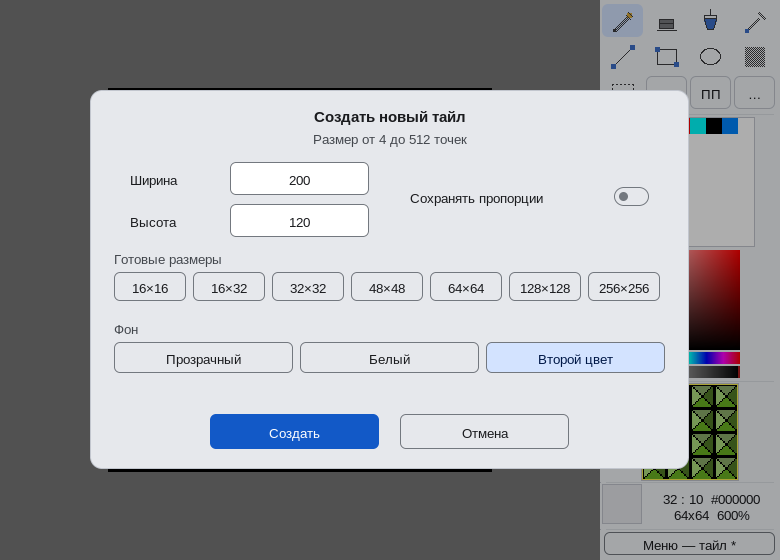 ПП
...
Создать новый тайл
Размер от 4 до 512 точек
Ширина
200
Сохранять пропорции
Высота
120
Готовые размеры
16×16
16×32
32×32
48×48
64×64
128×128
256×256
Фон
Прозрачный
Белый
Второй цвет
Создать
Отмена
32 : 10 #000000
64x64 600%
Меню — тайл *